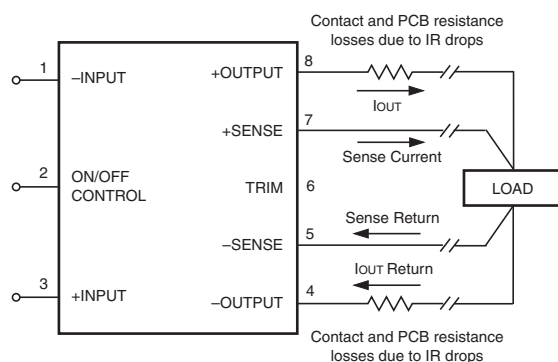 Contact and PCB resistance
losses due to IR drops
1
–INPUT
+OUTPUT
8
IOUT
+SENSE
7
Sense Current
2
ON/OFF
CONTROL
TRIM
6
LOAD
Sense Return
–SENSE
5
IOUT Return
3
+INPUT
–OUTPUT
4
Contact and PCB resistance
losses due to IR drops